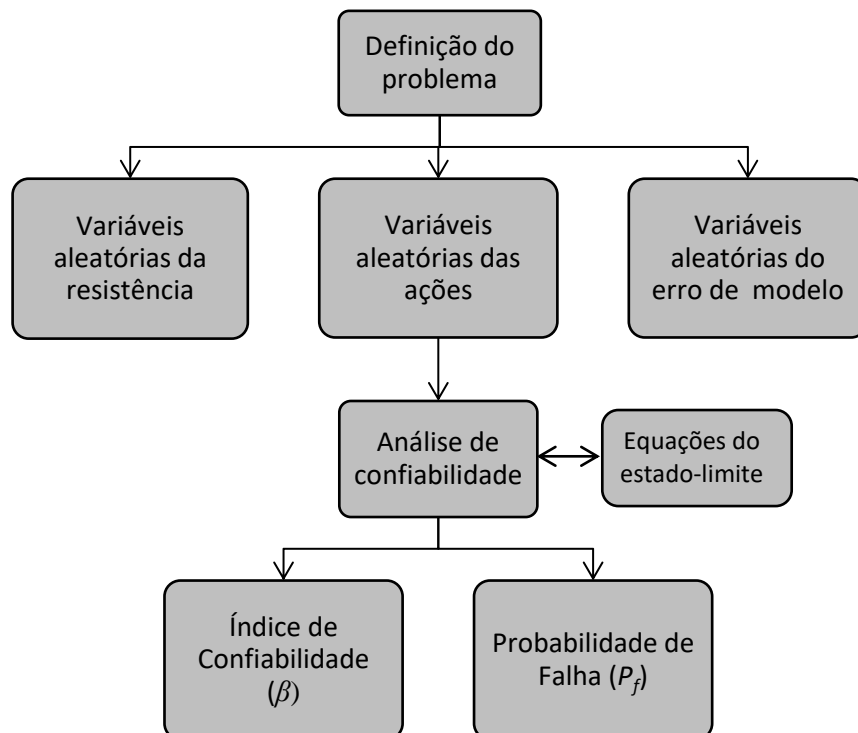 Definição do
problema
Variáveis
aleatórias da
resistência
Variáveis
aleatórias das
ações
Variáveis
aleatórias do
erro de modelo
Análise de
confiabilidade
Equações do
estado-limite
Índice de
Confiabilidade
(β)
Probabilidade de
Falha (Pf)